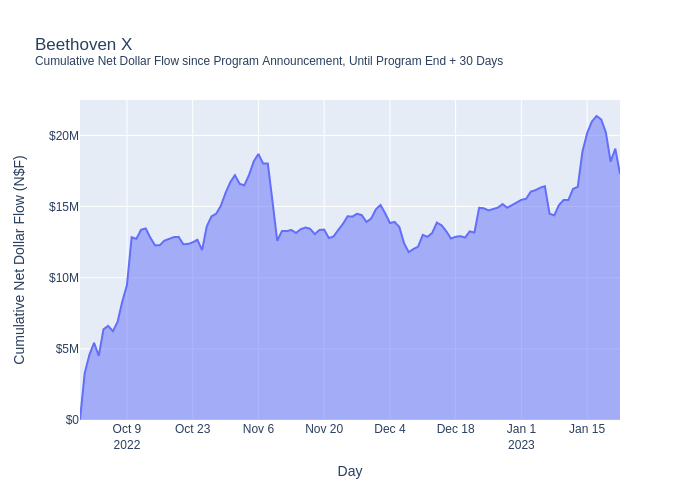 Beethoven X
Cumulative Net Dollar Flow since Program Announcement, Until Program End + 30 Days
Cumulative Net Dollar Flow (N$F)
$20M
$15M
$10M
$5M
$0
Oct 9
2022
Oct 23
Nov 6
Nov 20
Dec 4
Dec 18
Jan 1
2023
Jan 15
Day